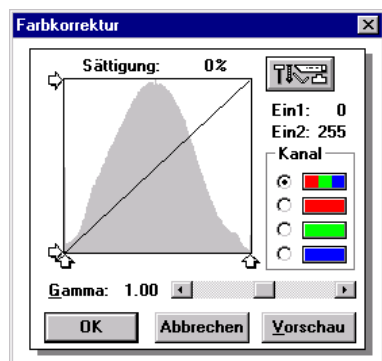 Farbkorrektur
Sättigung: 0%
Ein1: 0
Ein2: 255
Kanal
Gamma: 1.00
OK
Abbrechen
Vorschau